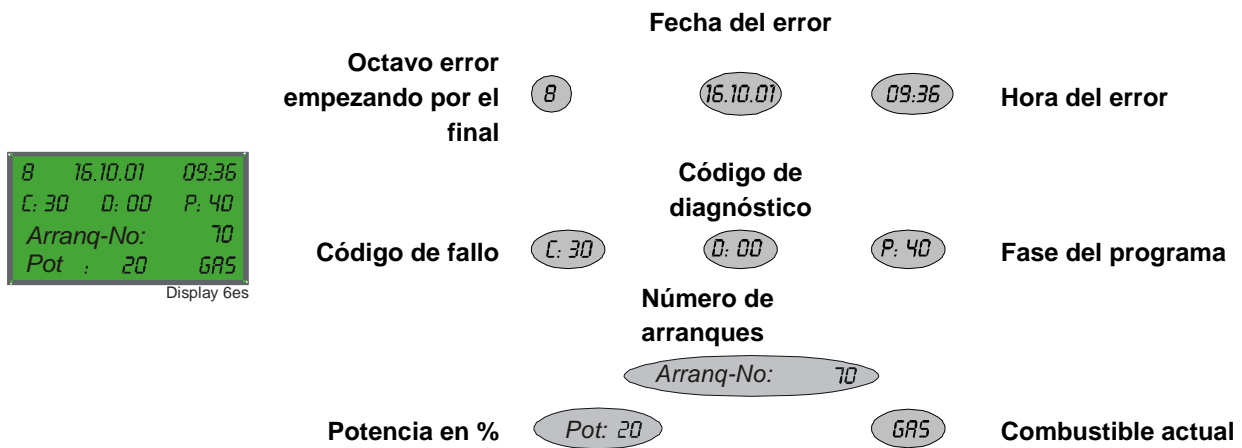 Fecha del error
Octavo error
empezando por el
final
8
16.10.01
09:36
Hora del error
8 16.10.01 09:36
C: 30 D: 00 P: 40
Arranq-No: 70
Pot : 20 GAS
Display 6es
Código de
diagnóstico
Código de fallo
C: 30
D: 00
P: 40
Fase del programa
Número de
arranques
Arranq-No: 70
Potencia en %
Pot: 20
GAS
Combustible actual